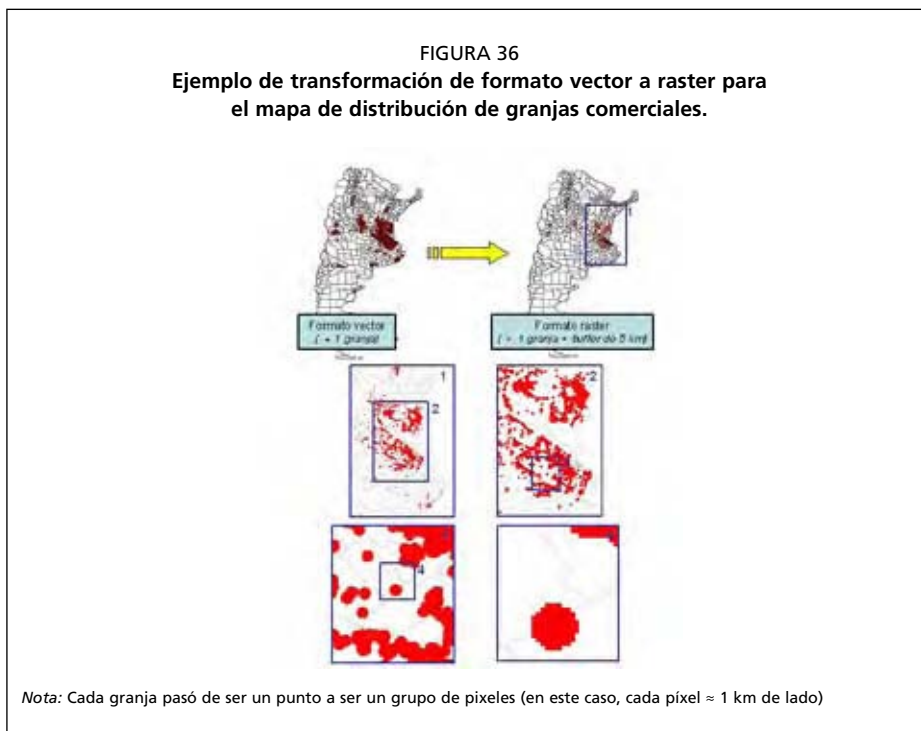 FIGURA 36
Ejemplo de transformación de formato vector a raster para
el mapa de distribución de granjas comerciales.
1
Formato vector
( = 1 granja)
Formato raster
( = 1 granja + buffer de 5 km)
1
2
2
4
Nota: Cada granja pasó de ser un punto a ser un grupo de pixeles (en este caso, cada píxel ≈ 1 km de lado)